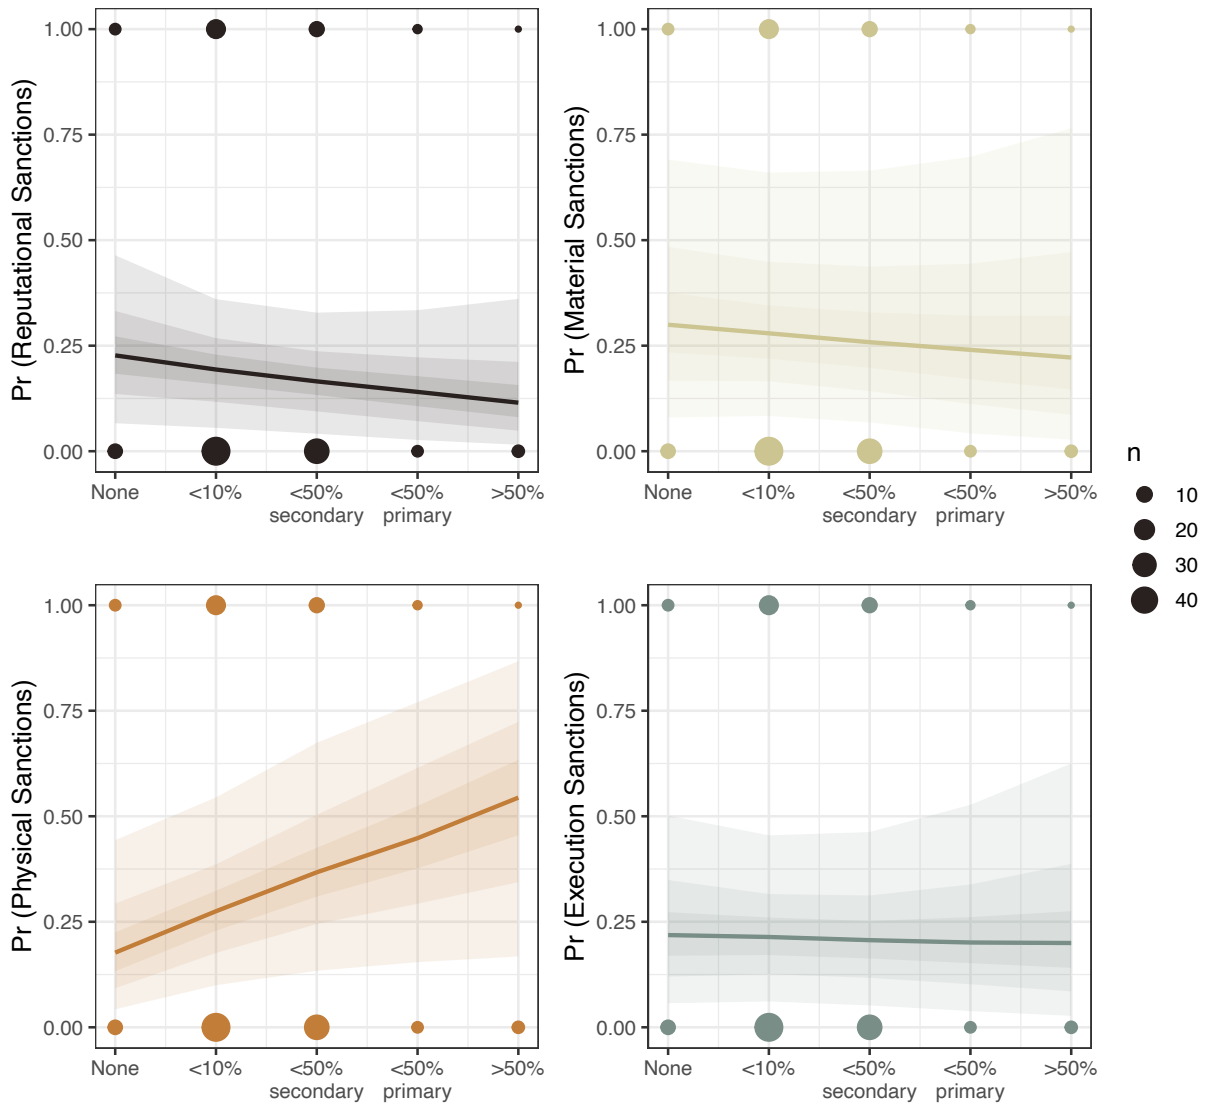 Pr (Reputational Sanctions)
1.00
0.75
0.50
0.25
0.00
None
<10%
<50%
secondary
<50%
primary
>50%
Pr (Material Sanctions)
1.00
0.75
0.50
0.25
0.00
None
<10%
<50%
secondary
<50%
primary
>50%
n
10
20
30
40
Pr (Physical Sanctions)
1.00
0.75
0.50
0.25
0.00
None
<10%
<50%
secondary
<50%
primary
>50%
Pr (Execution Sanctions)
1.00
0.75
0.50
0.25
0.00
None
<10%
<50%
secondary
<50%
primary
>50%